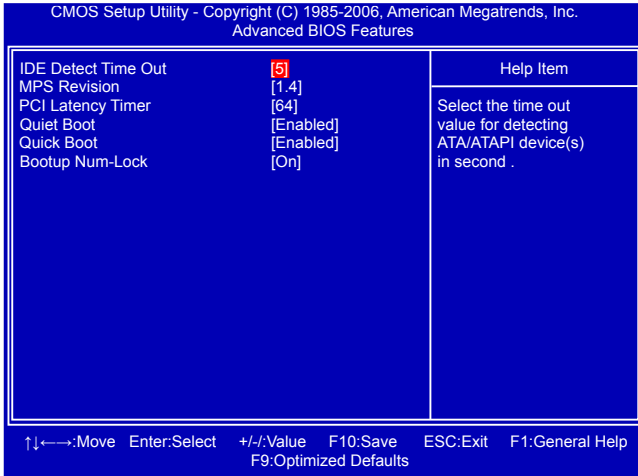 CMOS Setup Utility - Copyright (C) 1985-2006, American Megatrends, Inc.
Advanced BIOS Features
IDE Detect Time Out [5]
MPS Revision [1.4]
PCI Latency Timer [64]
Quiet Boot [Enabled]
Quick Boot [Enabled]
Bootup Num-Lock [On]
Help Item
Select the time out
value for detecting
ATA/ATAPI device(s)
in second .
↑↓←→:Move Enter:Select +/-/:Value F10:Save ESC:Exit F1:General Help
F9:Optimized Defaults